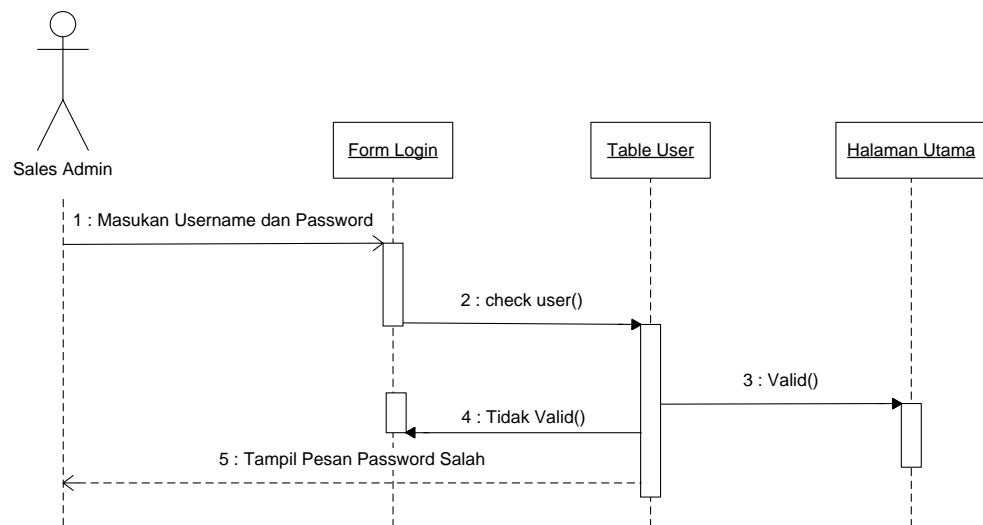 Sales Admin
Form Login
Table User
Halaman Utama
1 : Masukan Username dan Password
2 : check user()
3 : Valid()
4 : Tidak Valid()
5 : Tampil Pesan Password Salah